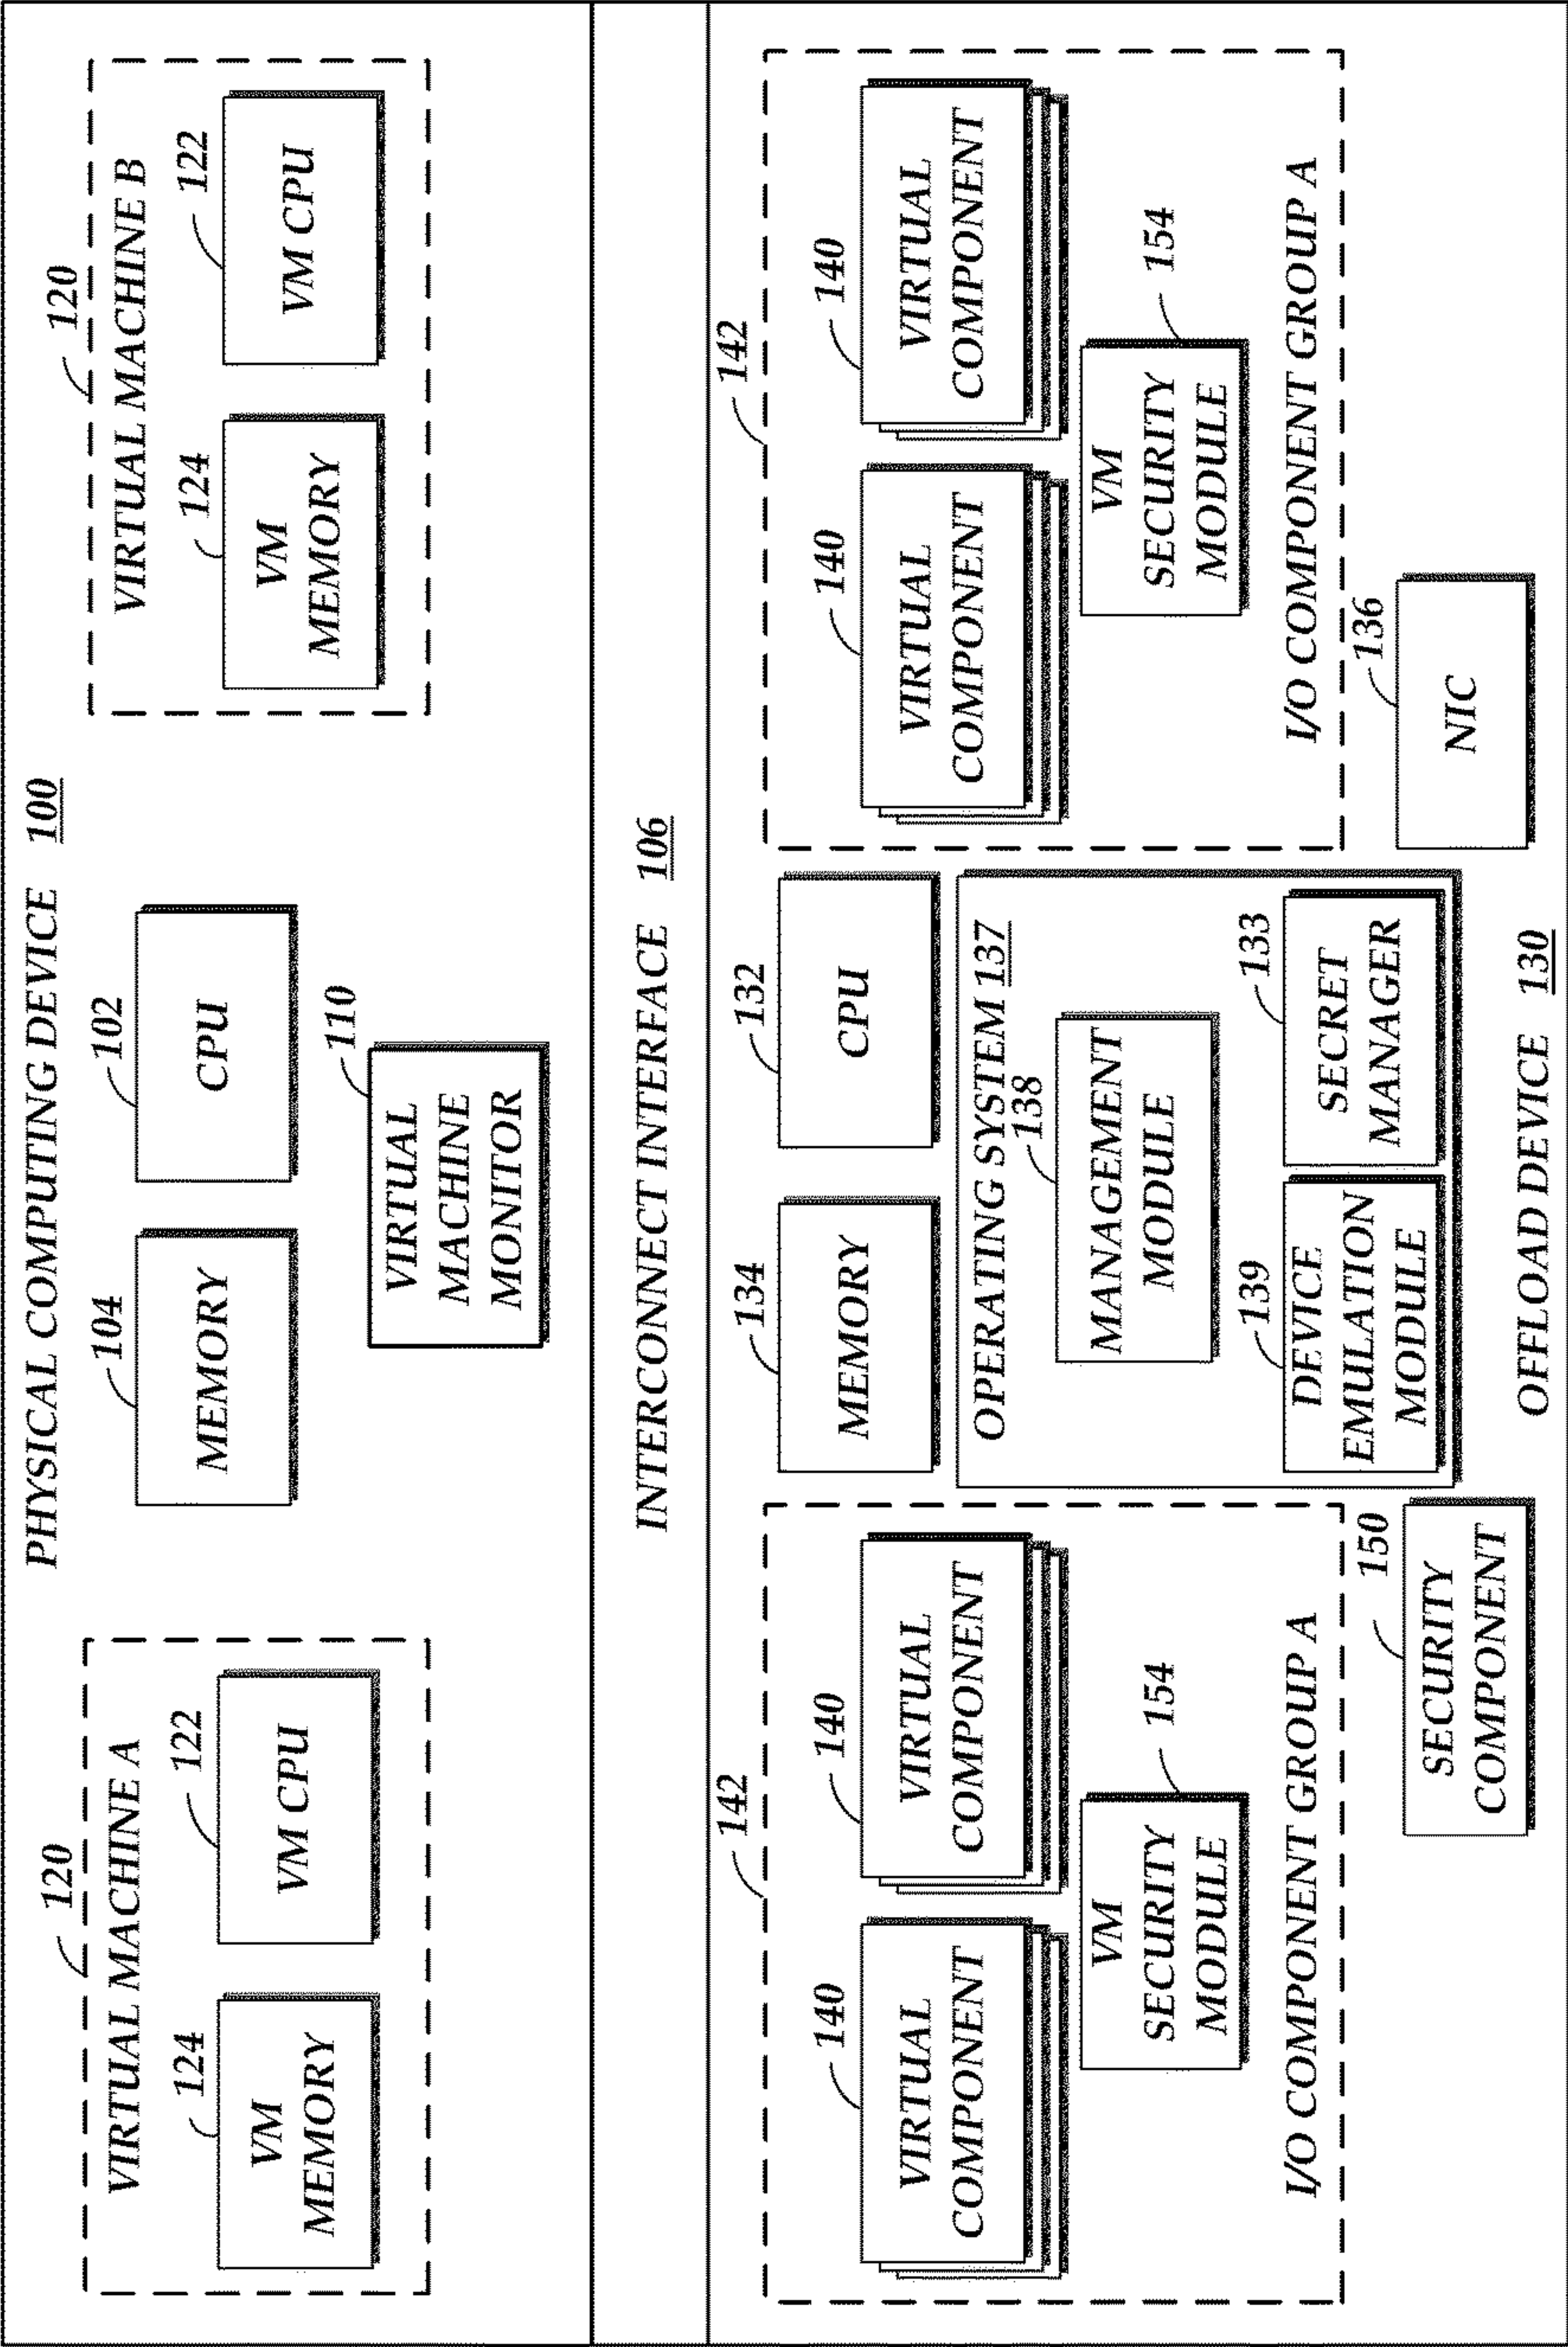 PHYSICAL COMPUTING DEVICE 100
120
VIRTUAL MACHINE A
124
VM
MEMORY
122
VM CPU
104
MEMORY
102
CPU
110
VIRTUAL
MACHINE
MONITOR
120
VIRTUAL MACHINE B
124
VM
MEMORY
122
VM CPU
INTERCONNECT INTERFACE 106
142
140
VIRTUAL
COMPONENT
140
VIRTUAL
COMPONENT
154
VM
SECURITY
MODULE
I/O COMPONENT GROUP A
150
SECURITY
COMPONENT
134
MEMORY
132
CPU
OPERATING SYSTEM 137
138
MANAGEMENT
MODULE
139
DEVICE
EMULATION
MODULE
133
SECRET
MANAGER
OFFLOAD DEVICE 130
142
140
VIRTUAL
COMPONENT
140
VIRTUAL
COMPONENT
154
VM
SECURITY
MODULE
I/O COMPONENT GROUP A
136
NIC